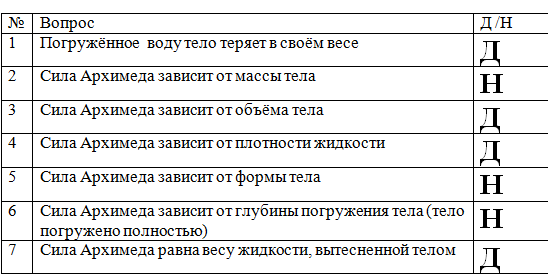 № Вопрос Д /Н
1 Погружённое воду тело теряет в своём весе Д
2 Сила Архимеда зависит от массы тела Н
3 Сила Архимеда зависит от объёма тела Д
4 Сила Архимеда зависит от плотности жидкости Д
5 Сила Архимеда зависит от формы тела Н
6 Сила Архимеда зависит от глубины погружения тела (тело Н
погружено полностью)
7 Сила Архимеда равна весу жидкости, вытесненной телом Д